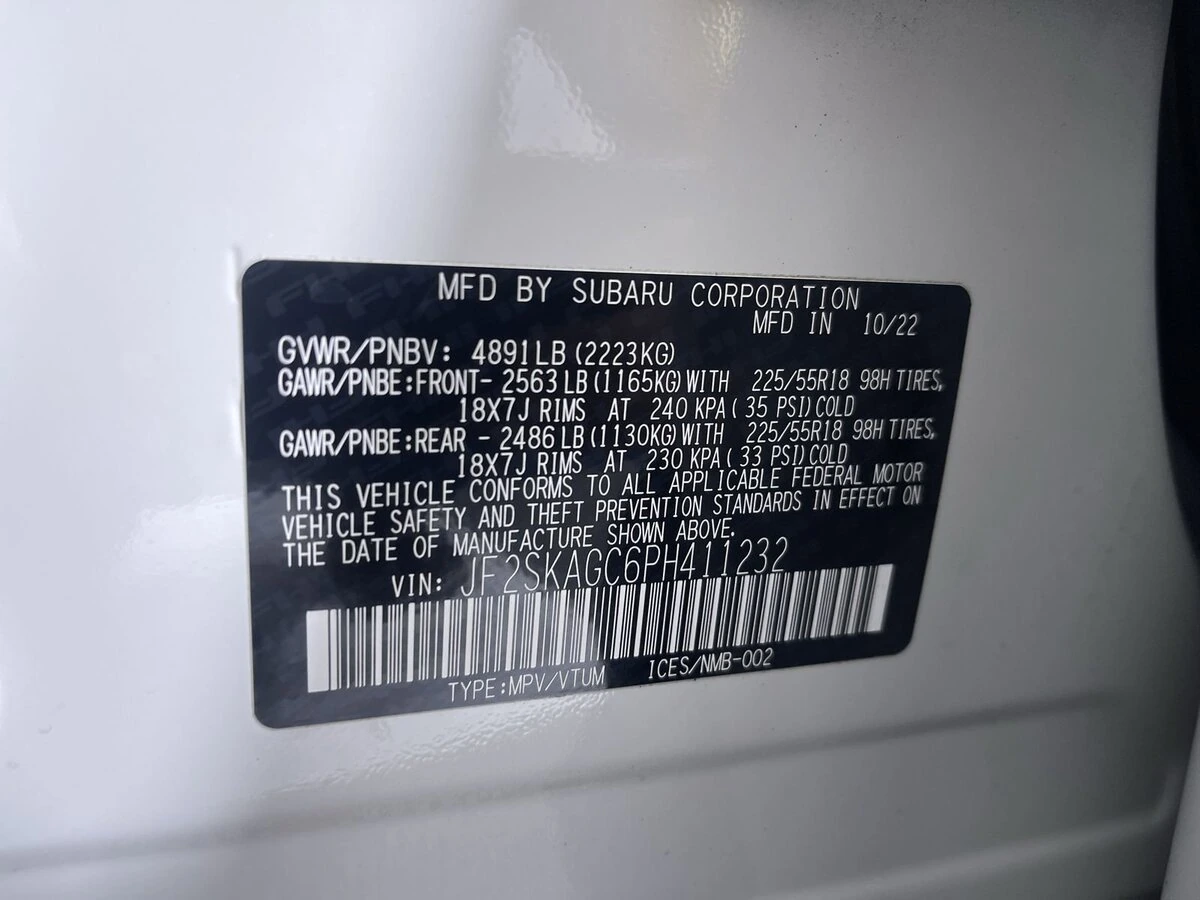 MFD BY SUBARU CORPORATION
MFD IN 10/22
GVWR/PNBV: 4891LB (2223KG)
GAWR/PNBE:FRONT- 2563LB (1165KG) WITH 225/55R18 98H TIRES,
18X7J RIMS AT 240 KPA ( 35 PSI) COLD
GAWR/PNBE:REAR - 2486LB (1130KG) WITH 225/55R18 98H TIRES,
18X7J RIMS AT 230 KPA ( 33 PSI) COLD
THIS VEHICLE CONFORMS TO ALL APPLICABLE FEDERAL MOTOR
VEHICLE SAFETY AND THEFT PREVENTION STANDARDS IN EFFECT ON
THE DATE OF MANUFACTURE SHOWN ABOVE.
VIN: JF2SKAGC6PH411232
TYPE:MPV/VTUM ICES/NMB-002